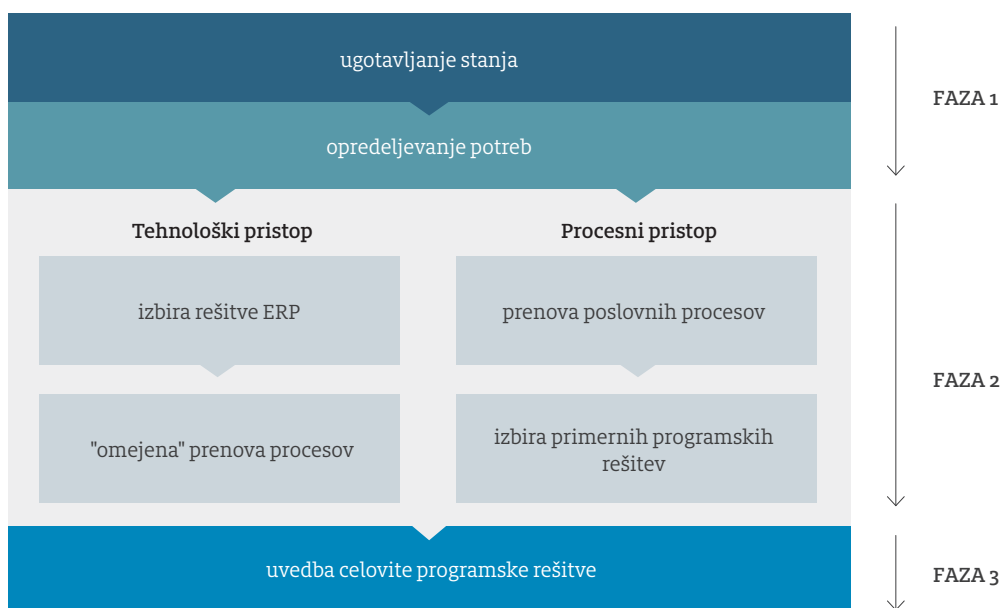 ugotavljanje stanja
FAZA 1
opredeljevanje potreb
Tehnološki pristop
Procesni pristop
izbira rešitve ERP
prenova poslovnih procesov
FAZA 2
"omejena" prenova procesov
izbira primernih programskih
rešitev
uvedba celovite programske rešitve
FAZA 3